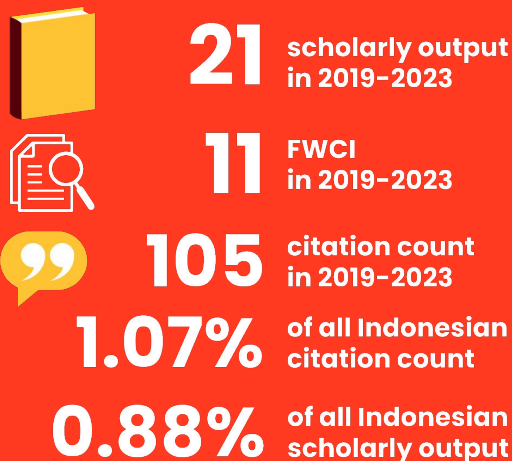 21 scholarly output
in 2019-2023
11 FWCI
in 2019-2023
105 citation count
in 2019-2023
1.07% of all Indonesian
citation count
0.88% of all Indonesian
scholarly output